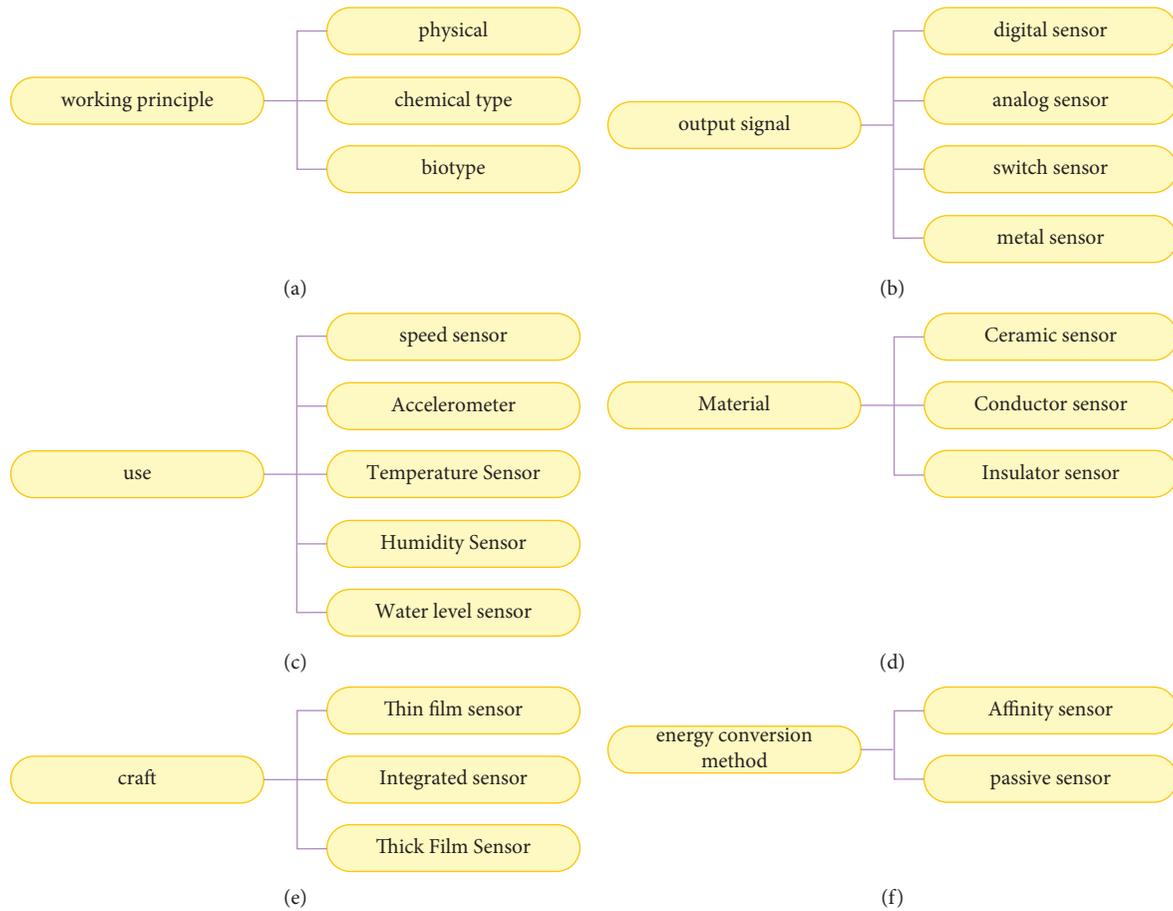 working principle
physical
chemical type
biotype
(a)
output signal
digital sensor
analog sensor
switch sensor
metal sensor
(b)
use
speed sensor
Accelerometer
Temperature Sensor
Humidity Sensor
Water level sensor
(c)
Material
Ceramic sensor
Conductor sensor
Insulator sensor
(d)
craft
Thin film sensor
Integrated sensor
Thick Film Sensor
(e)
energy conversion
method
Affinity sensor
passive sensor
(f)